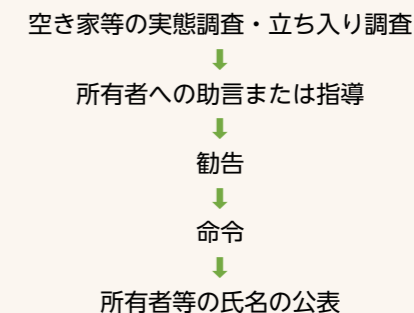 空き家等の実態調査・立ち入り調査
所有者への助言または指導
勧告
命令
所有者等の氏名の公表